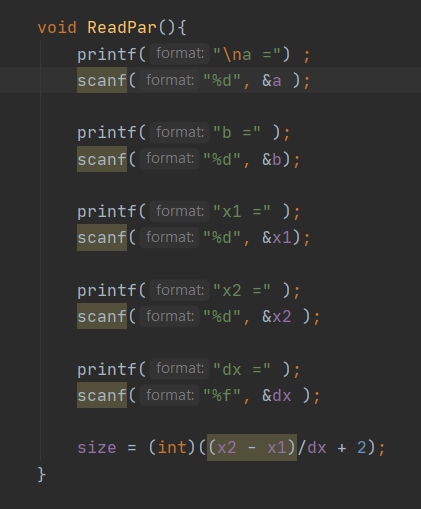 void ReadPar(){
printf( format: "\na =") ;
scanf( format: "%d", &a );
printf( format: "b =" );
scanf( format: "%d", &b);
printf( format: "x1 =" );
scanf( format: "%d", &x1);
printf( format: "x2 =" );
scanf( format: "%d", &x2 );
printf( format: "dx =" );
scanf( format: "%f", &dx );
size = (int)((x2 - x1)/dx + 2);
}